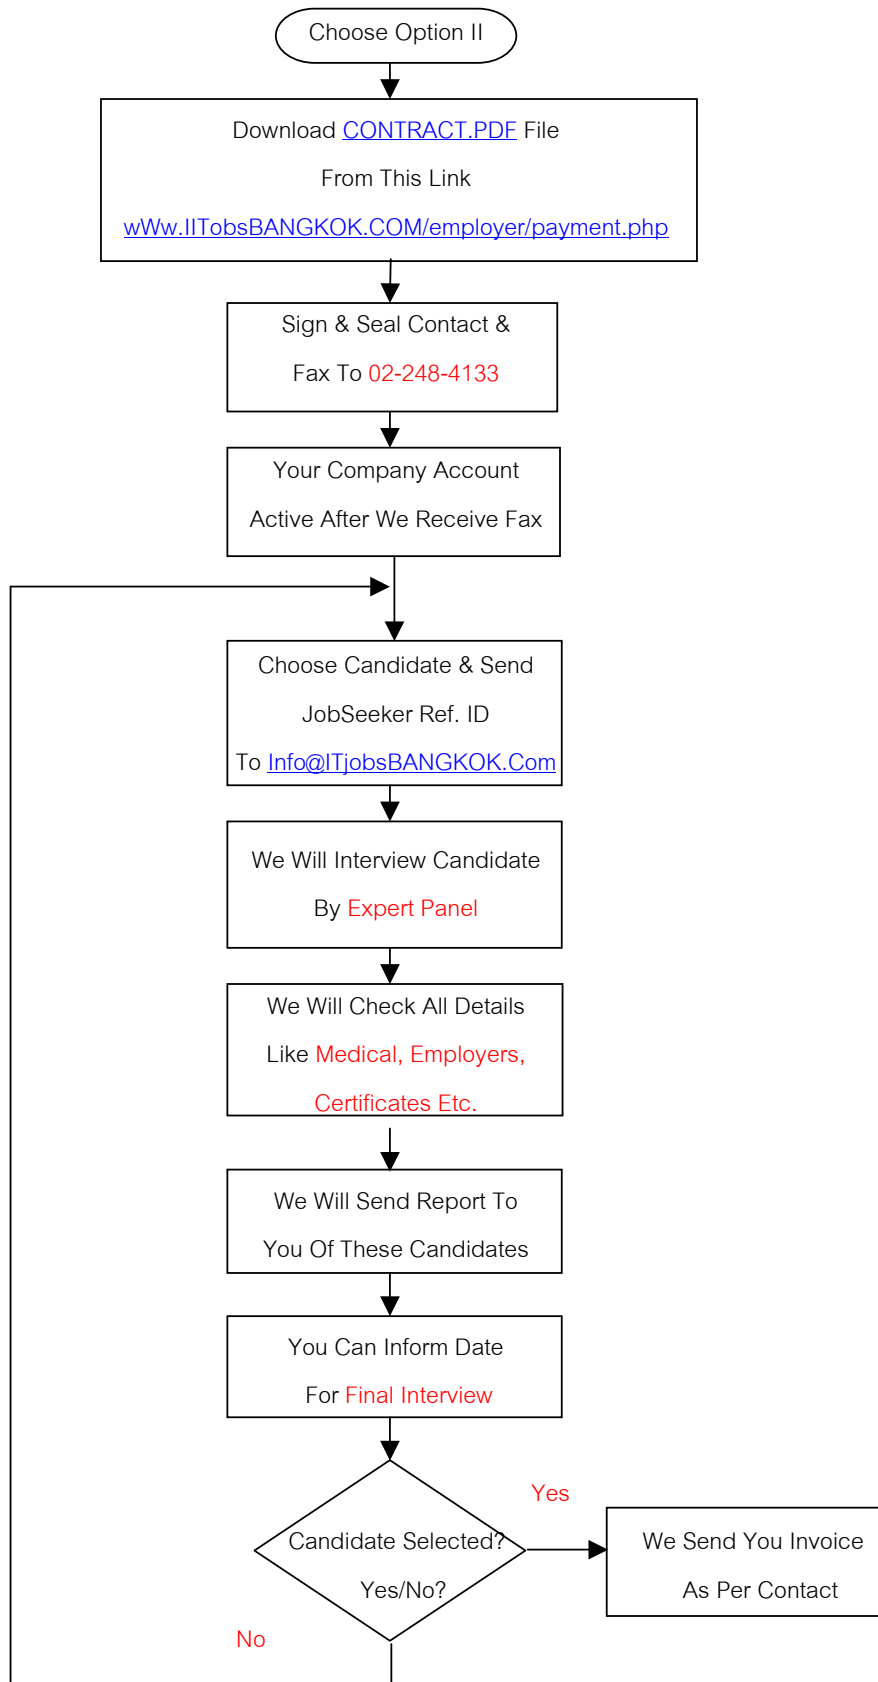 Choose Option II
Download CONTRACT.PDF File
From This Link
wWw.IITobsBANGKOK.COM/employer/payment.php
Sign & Seal Contact &
Fax To 02-248-4133
Your Company Account
Active After We Receive Fax
Choose Candidate & Send
JobSeeker Ref. ID
To Info@ITjobsBANGKOK.Com
We Will Interview Candidate
By Expert Panel
We Will Check All Details
Like Medical, Employers,
Certificates Etc.
We Will Send Report To
You Of These Candidates
You Can Inform Date
For Final Interview
Candidate Selected?
Yes/No?
Yes
We Send You Invoice
As Per Contact
No